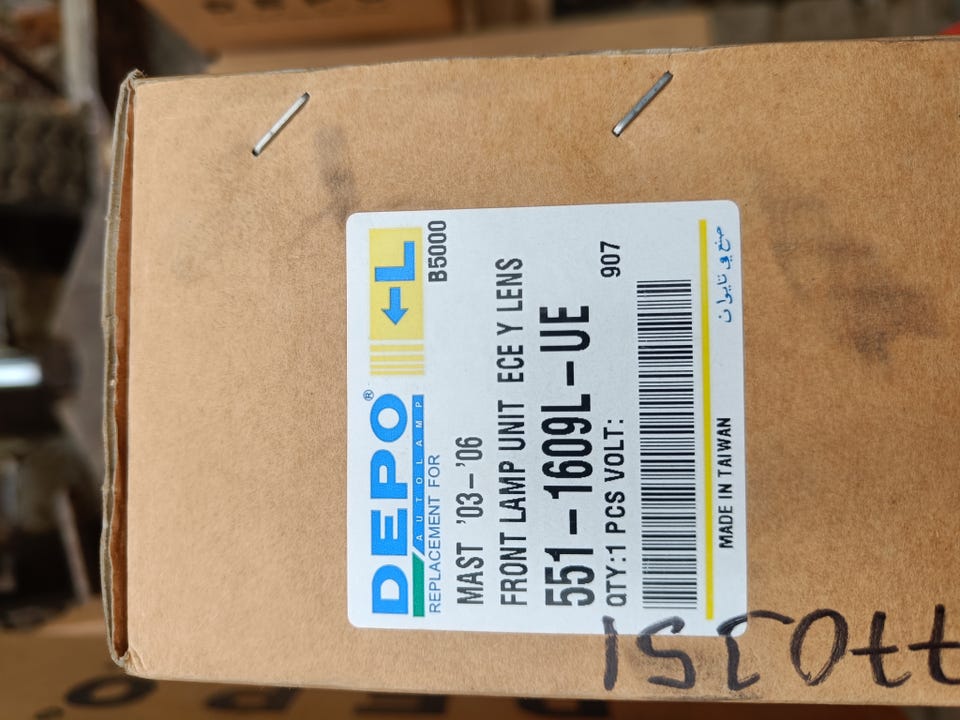 DEPO®
AUTOLAMP
L
REPLACEMENT FOR
B5000
MAST '03-'06
FRONT LAMP UNIT ECE Y LENS
551-1609L-UE
QTY:1 PCS VOLT:
907
MADE IN TAIWAN
صنع في تايوان